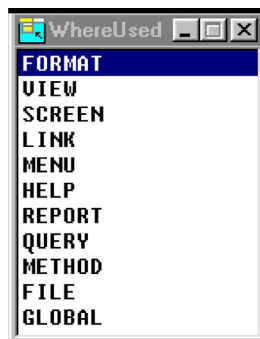 WhereUsed
FORMAT
VIEW
SCREEN
LINK
MENU
HELP
REPORT
QUERY
METHOD
FILE
GLOBAL